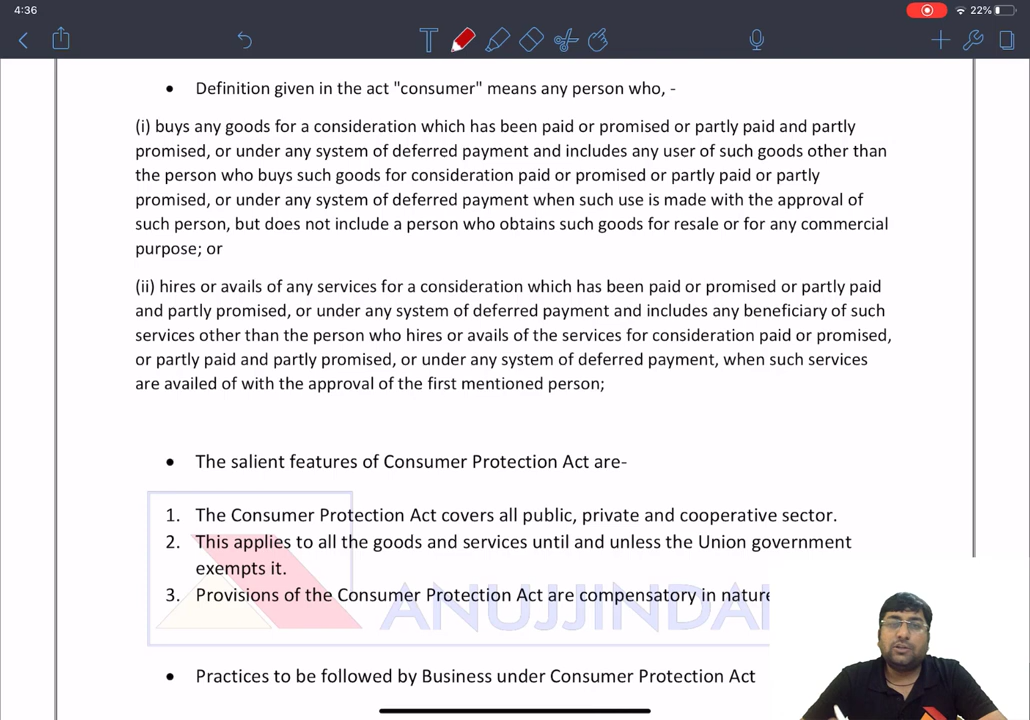 4:36
22%
• Definition given in the act "consumer" means any person who, -
(i) buys any goods for a consideration which has been paid or promised or partly paid and partly
promised, or under any system of deferred payment and includes any user of such goods other than
the person who buys such goods for consideration paid or promised or partly paid or partly
promised, or under any system of deferred payment when such use is made with the approval of
such person, but does not include a person who obtains such goods for resale or for any commercial
purpose; or
(ii) hires or avails of any services for a consideration which has been paid or promised or partly paid
and partly promised, or under any system of deferred payment and includes any beneficiary of such
services other than the person who hires or avails of the services for consideration paid or promised,
or partly paid and partly promised, or under any system of deferred payment, when such services
are availed of with the approval of the first mentioned person;
• The salient features of Consumer Protection Act are-
1. The Consumer Protection Act covers all public, private and cooperative sector.
2. This applies to all the goods and services until and unless the Union government
exempts it.
3. Provisions of the Consumer Protection Act are compensatory in nature
ANUJJINDAL
• Practices to be followed by Business under Consumer Protection Act